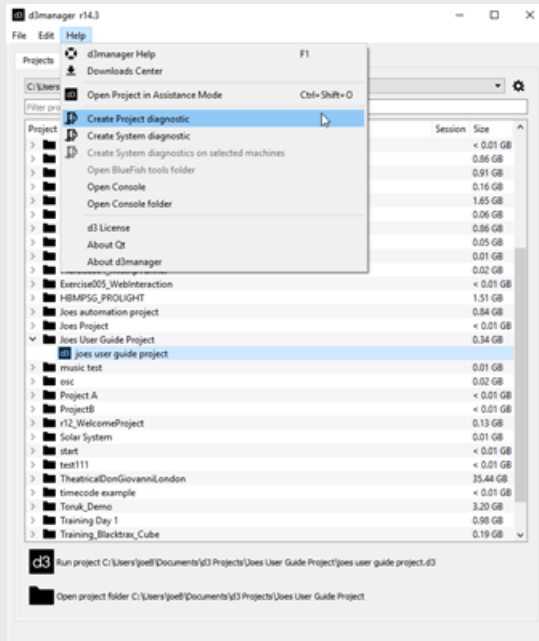 d3 d3manager r14.3
File Edit Help
Projects
C:\Users
Filter pro
d3manager Help F1
Downloads Center
d3 Open Project in Assistance Mode Ctrl+Shift+O
Create Project diagnostic
Create System diagnostic
Create System diagnostics on selected machines
Open BlueFish tools folder
Open Console
Open Console folder
d3 License
About Qt
About d3manager
Project Session Size
< 0.01 GB
0.86 GB
0.91 GB
0.16 GB
1.65 GB
0.06 GB
0.86 GB
0.05 GB
0.01 GB
0.02 GB
Exercise005_WebInteraction < 0.01 GB
HBMPSG_PROLIGHT 1.51 GB
Joes automation project 0.84 GB
Joes Project < 0.01 GB
Joes User Guide Project 0.34 GB
d3 joes user guide project
music test 0.01 GB
osc 0.02 GB
Project A < 0.01 GB
ProjectB < 0.01 GB
r12_WelcomeProject 0.13 GB
Solar System 0.01 GB
start < 0.01 GB
test111 < 0.01 GB
TheatricalDonGiovanniLondon 35.44 GB
timecode example < 0.01 GB
Toruk_Demo 3.20 GB
Training Day 1 0.98 GB
Training_Blacktrax_Cube 0.19 GB
d3 Run project C:\Users\joeB\Documents\d3 Projects\Joes User Guide Project\joes user guide project.d3
Open project folder C:\Users\joeB\Documents\d3 Projects\Joes User Guide Project